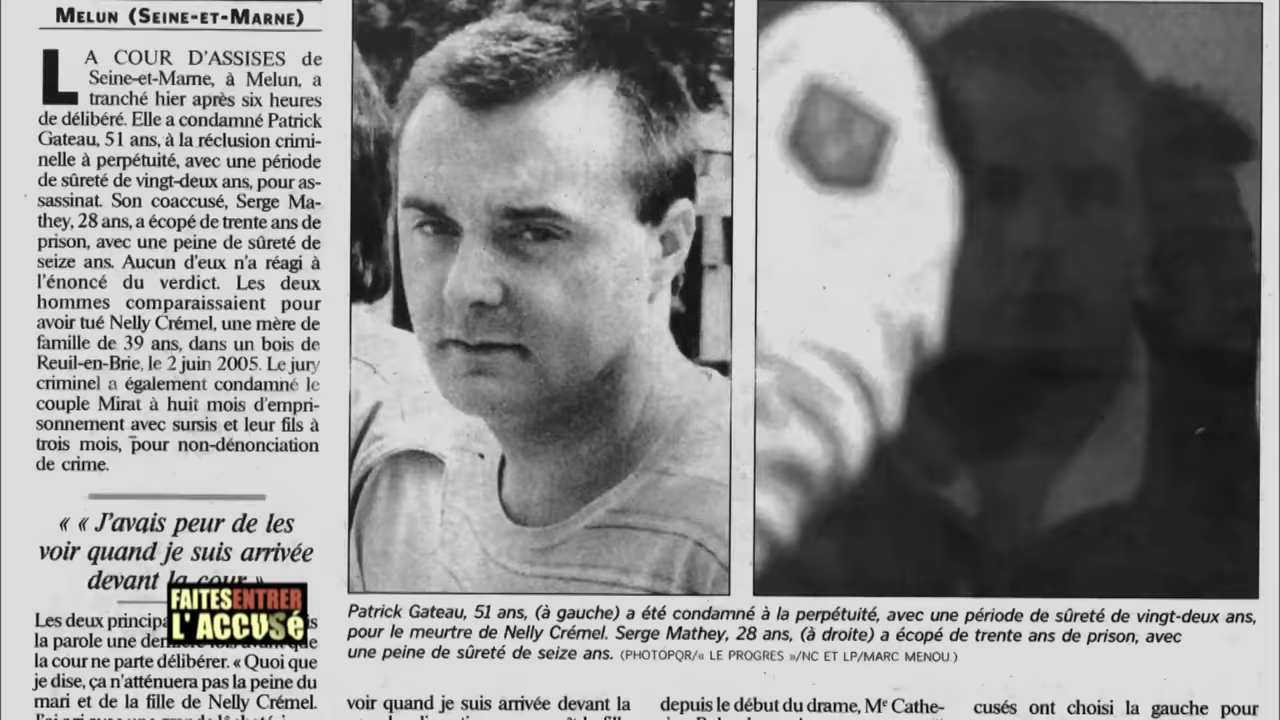 MELUN (SEINE-ET-MARNE)
LA COUR D'ASSISES de
Seine-et-Marne, à Melun, a
tranché hier après six heures
de délibéré. Elle a condamné Patrick
Gateau, 51 ans, à la réclusion crimi-
nelle à perpétuité, avec une période
de sûreté de vingt-deux ans, pour as-
sassinat. Son coaccusé, Serge Ma-
they, 28 ans, a écopé de trente ans de
prison, avec une peine de sûreté de
seize ans. Aucun d'eux n'a réagi à
l'énoncé du verdict. Les deux
hommes comparaissaient pour
avoir tué Nelly Crémel, une mère de
famille de 39 ans, dans un bois de
Reuil-en-Brie, le 2 juin 2005. Le jury
criminel a également condamné le
couple Mirat à huit mois d'empri-
sonnement avec sursis et leur fils à
trois mois, pour non-dénonciation
de crime.
« « J'avais peur de les
voir quand je suis arrivée
devant la cour »
FAITES ENTRER
L'ACCUSÉ
Les deux principa
la parole une
la cour ne parte délibérer. « Quoi que
je dise, ça n'atténuera pas la peine du
mari et de la fille de Nelly Crémel.
Patrick Gateau, 51 ans, (à gauche) a été condamné à la perpétuité, avec une période de sûreté de vingt-deux ans,
pour le meurtre de Nelly Crémel. Serge Mathey, 28 ans, (à droite) a écopé de trente ans de prison, avec
une peine de sûreté de seize ans. (PHOTOPQR/« LE PROGRES »/NC ET LP/MARC MENOU.)
voir quand je suis arrivée devant la
depuis le début du drame, Me Cathe-
cusés ont choisi la gauche pour